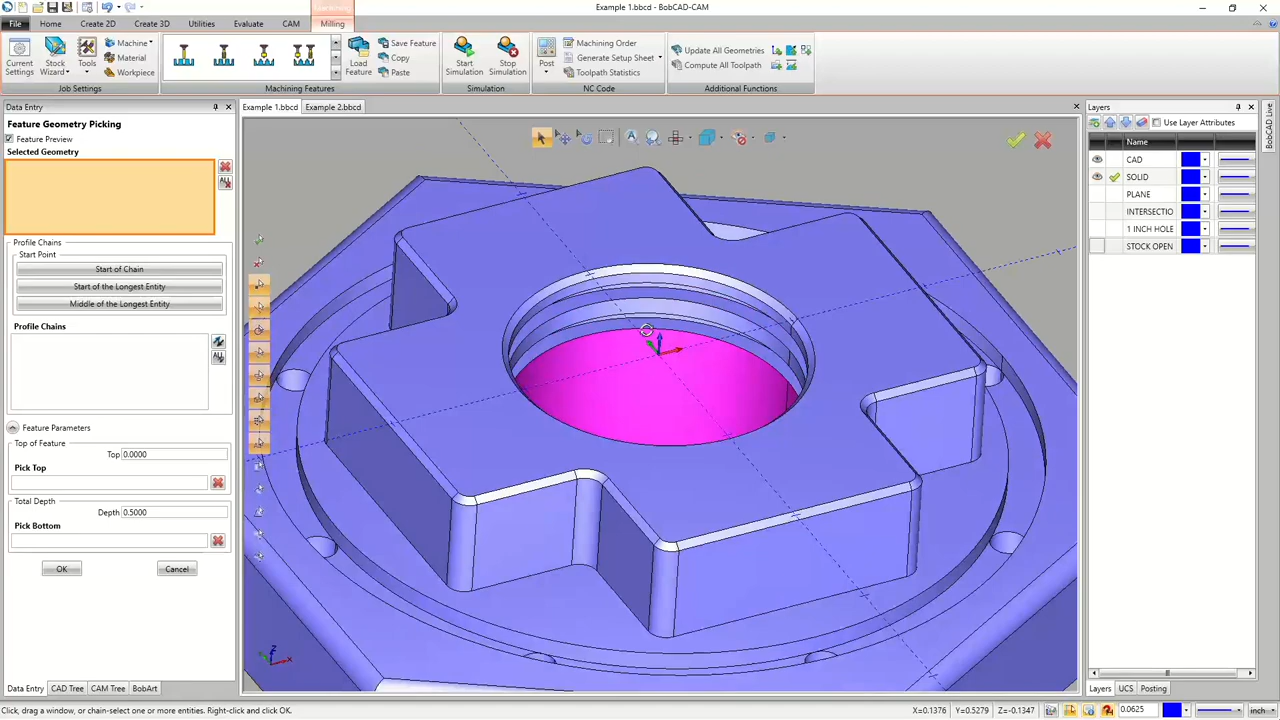 Example 1.bbcd - BobCAD-CAM
File
Home
Create 2D
Create 3D
Utilities
Evaluate
CAM
Milling
Current Settings
Stock Wizard
Tools
Machine
Material
Workpiece
Job Settings
Machining Features
Load Feature
Save Feature
Copy
Paste
Start Simulation
Stop Simulation
Simulation
Post
Machining Order
Generate Setup Sheet
Toolpath Statistics
NC Code
Update All Geometries
Compute All Toolpath
Additional Functions
Data Entry
Feature Geometry Picking
Feature Preview
Selected Geometry
Profile Chains
Start Point
Start of Chain
Start of the Longest Entity
Middle of the Longest Entity
Profile Chains
Feature Parameters
Top of Feature
Top 0.0000
Pick Top
Total Depth
Depth 0.5000
Pick Bottom
OK
Cancel
Data Entry
CAD Tree
CAM Tree
BobArt
Example 1.bbcd
Example 2.bbcd
Z
X
Layers
Use Layer Attributes
Name
CAD
SOLID
PLANE
INTERSECTIO
1 INCH HOLE
STOCK OPEN
BobCAD Live
Layers
UCS
Posting
Click, drag a window, or chain-select one or more entities. Right-click and click OK.
X=0.1376
Y=0.5279
Z=-0.1347
0.0625
inch